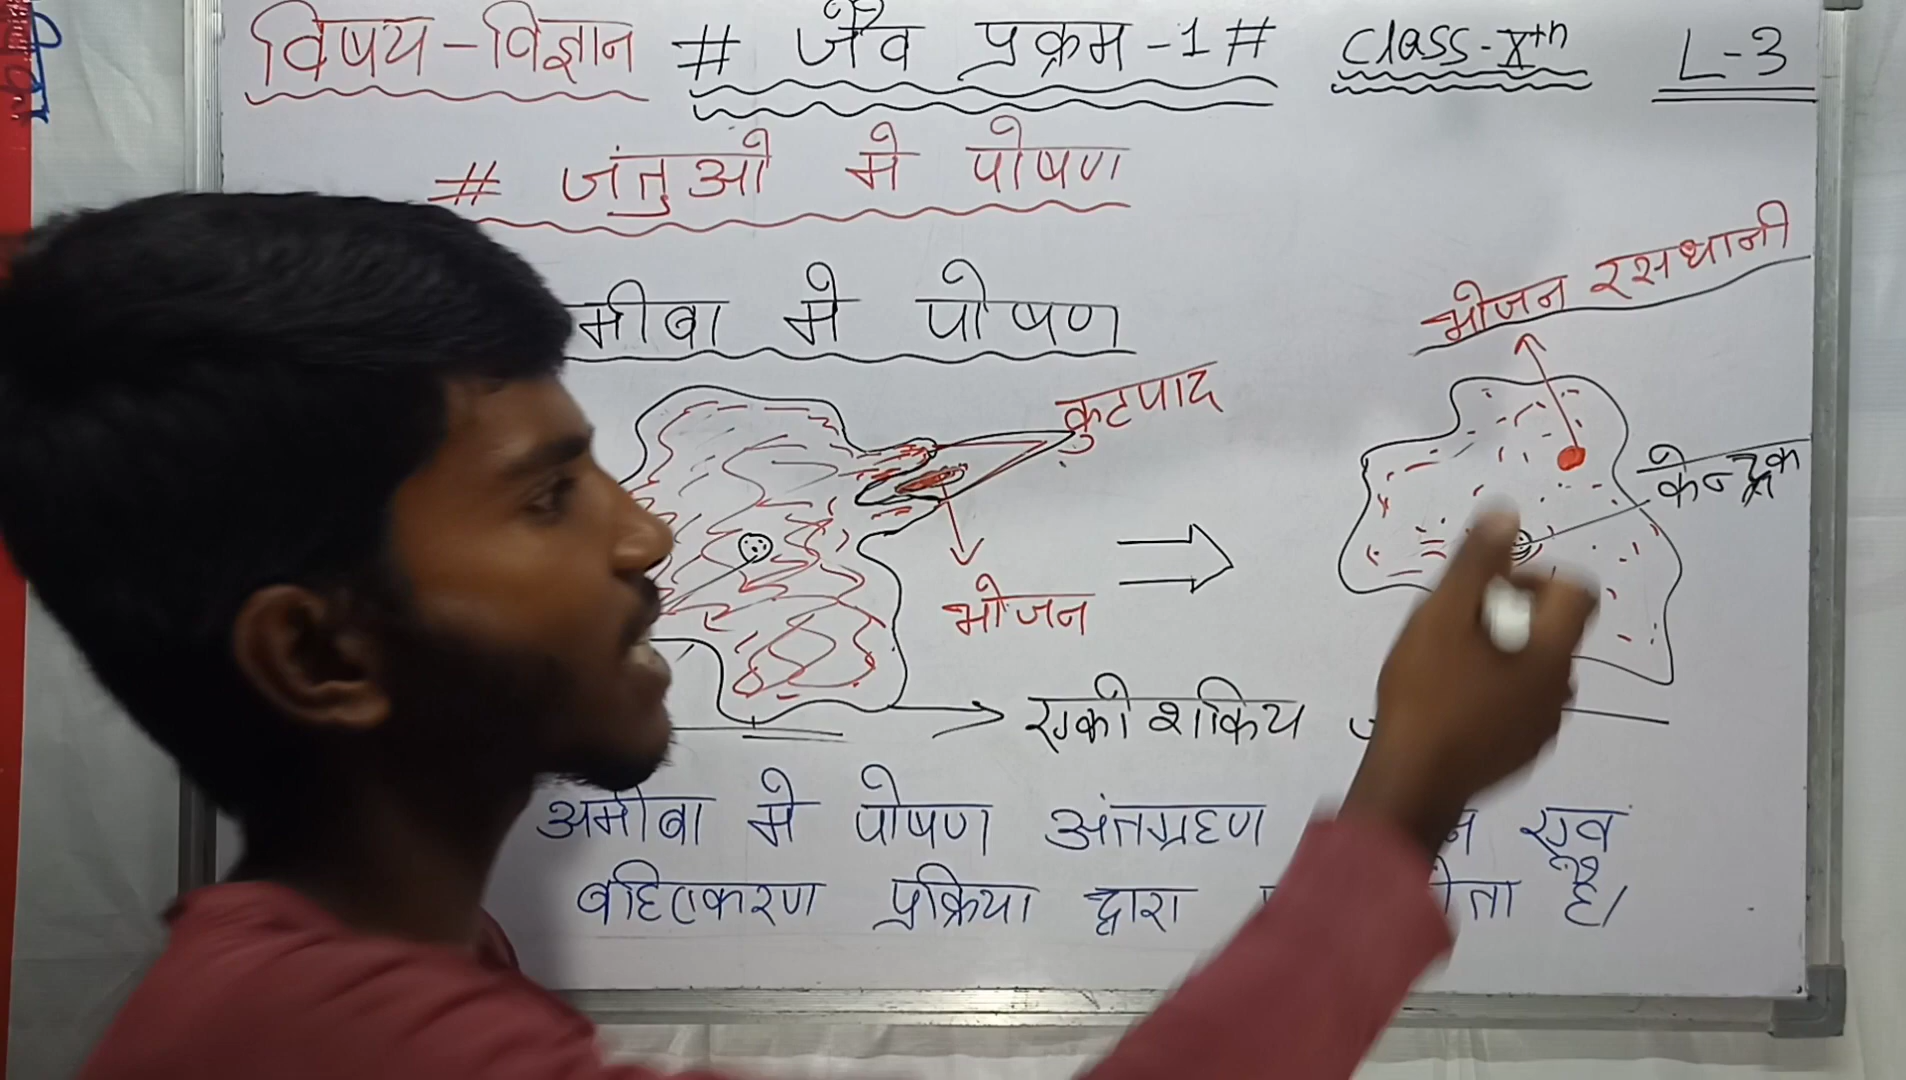 विषय-विज्ञान # जैव प्रक्रम-1# Class-Xth L-3
# जंतुओ मे पोषण
मीबा मे पोषण
भोजन रसधानी
कुटपाद
केन्द्रक
भोजन
एकोशकिय
अमीबा मे पोषण अंतग्रहण न एव
बहिष्करण प्रक्रिया द्वारा होता है।